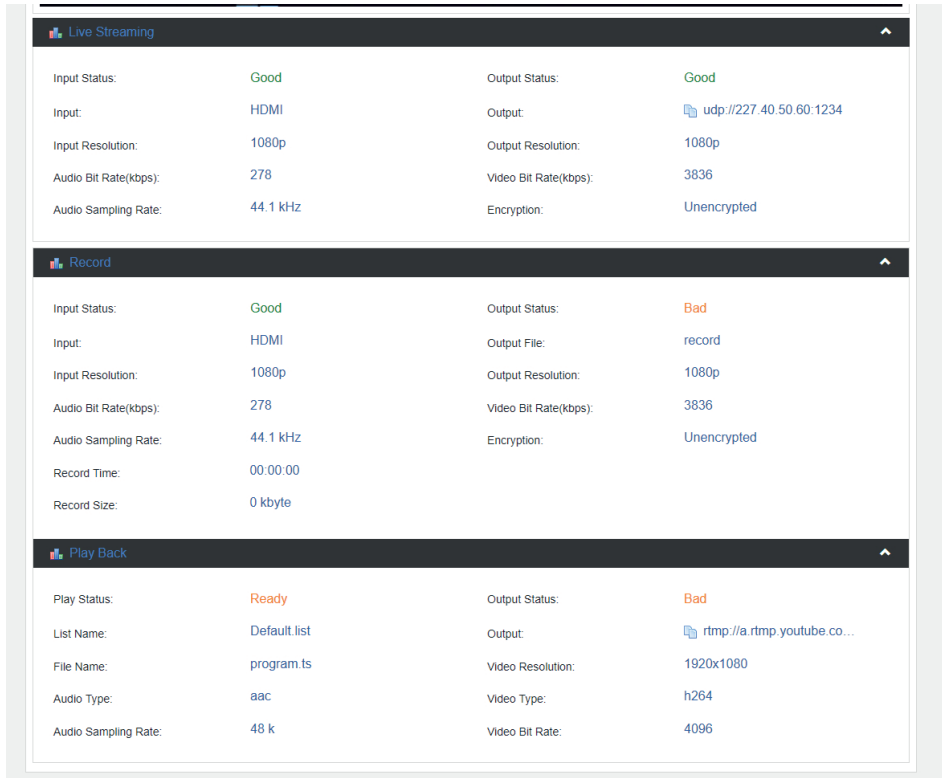 Live Streaming
Input Status: Good Output Status: Good
Input: HDMI Output: udp://227.40.50.60:1234
Input Resolution: 1080p Output Resolution: 1080p
Audio Bit Rate(kbps): 278 Video Bit Rate(kbps): 3836
Audio Sampling Rate: 44.1 kHz Encryption: Unencrypted
Record
Input Status: Good Output Status: Bad
Input: HDMI Output File: record
Input Resolution: 1080p Output Resolution: 1080p
Audio Bit Rate(kbps): 278 Video Bit Rate(kbps): 3836
Audio Sampling Rate: 44.1 kHz Encryption: Unencrypted
Record Time: 00:00:00
Record Size: 0 kbyte
Play Back
Play Status: Ready Output Status: Bad
List Name: Default.list Output: rtmp://a.rtmp.youtube.co...
File Name: program.ts Video Resolution: 1920x1080
Audio Type: aac Video Type: h264
Audio Sampling Rate: 48 k Video Bit Rate: 4096